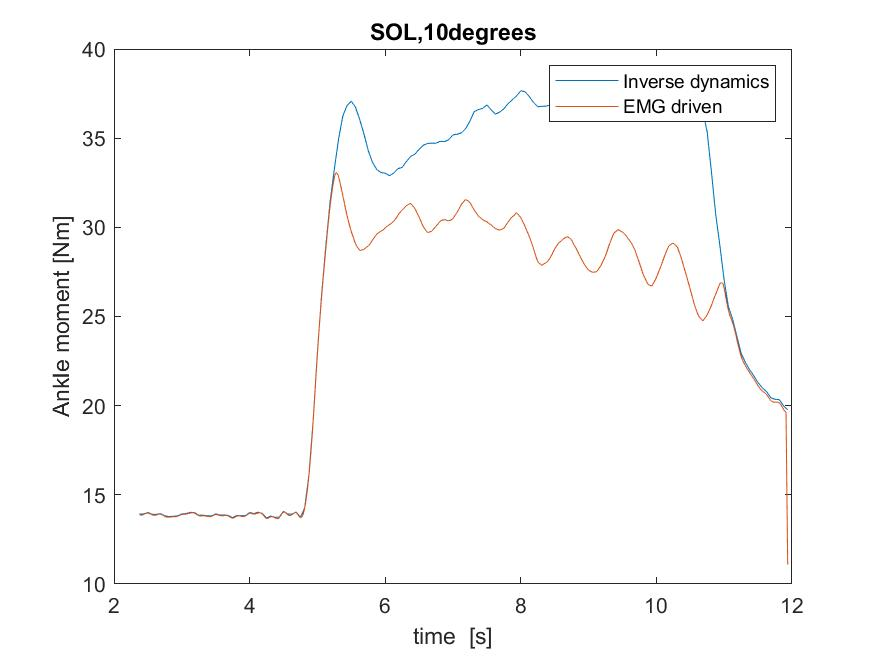 SOL,10degrees
40
35
30
25
20
15
10
Ankle moment [Nm]
Inverse dynamics
EMG driven
2
4
6
8
10
12
time [s]